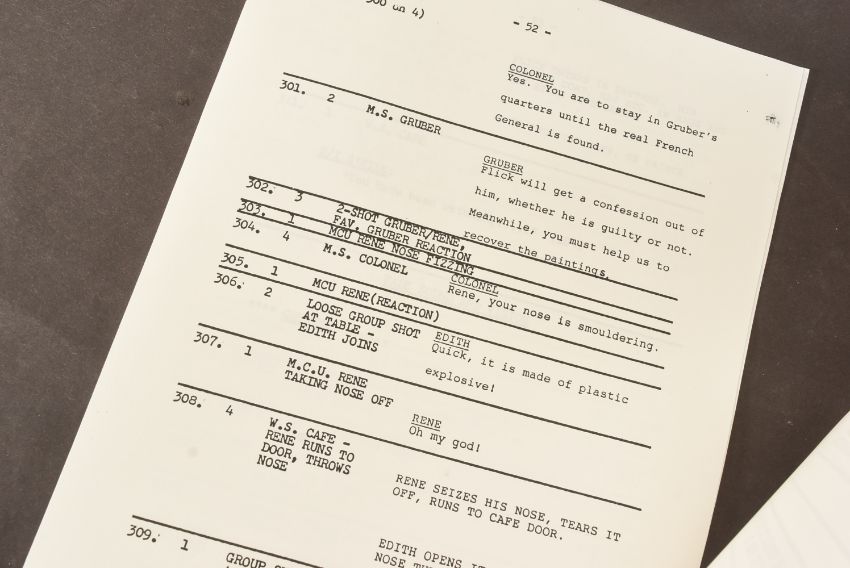 on 4)
- 52 -
COLONEL
Yes. You are to stay in Gruber's
quarters until the real French
General is found.
301. 2 M.S. GRUBER
GRUBER
Flick will get a confession out of
him, whether he is guilty or not.
Meanwhile, you must help us to
recover the paintings.
302. 3 2-SHOT GRUBER/RENE,
FAV. GRUBER REACTION
303. 1 MCU RENE NOSE FIZZING
304. 4 M.S. COLONEL
COLONEL
Rene, your nose is smouldering.
305. 1 MCU RENE(REACTION)
306. 2 LOOSE GROUP SHOT
AT TABLE -
EDITH JOINS
EDITH
Quick, it is made of plastic
explosive!
307. 1 M.C.U. RENE
TAKING NOSE OFF
RENE
Oh my god!
308. 4 W.S. CAFE -
RENE RUNS TO
DOOR, THROWS
NOSE
RENE SEIZES HIS NOSE, TEARS IT
OFF, RUNS TO CAFE DOOR.
309. 1 GROUP
EDITH OPENS
NOSE